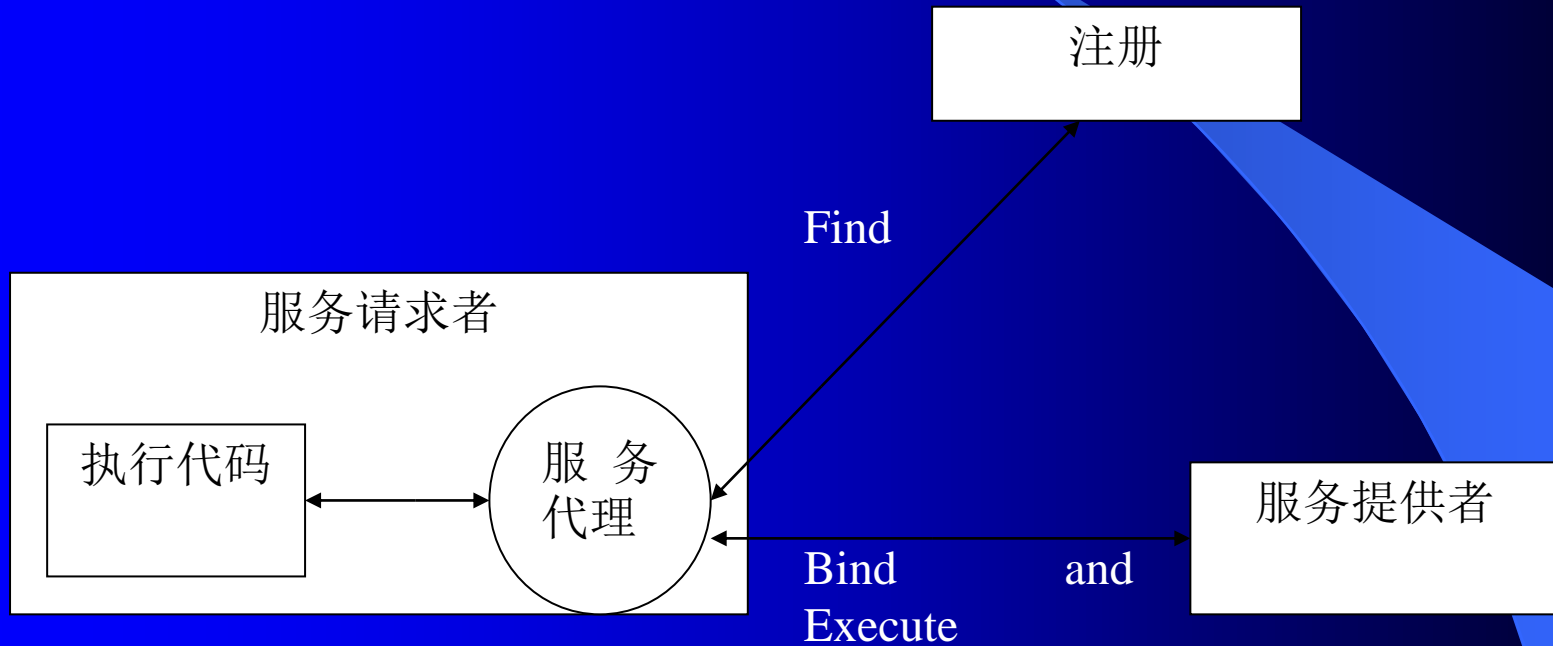 注册
Find
服务请求者
执行代码
服 务
代理
服务提供者
Bind and
Execute